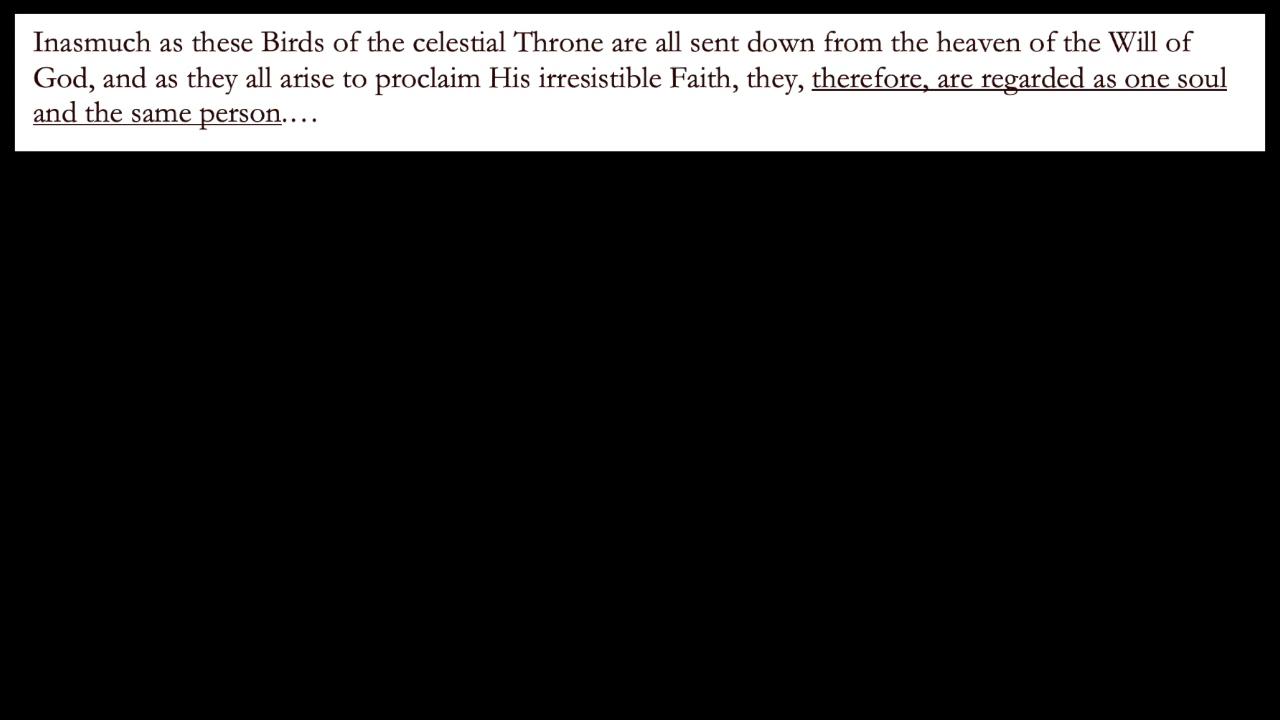 Inasmuch as these Birds of the celestial Throne are all sent down from the heaven of the Will of
God, and as they all arise to proclaim His irresistible Faith, they, therefore, are regarded as one soul
and the same person….